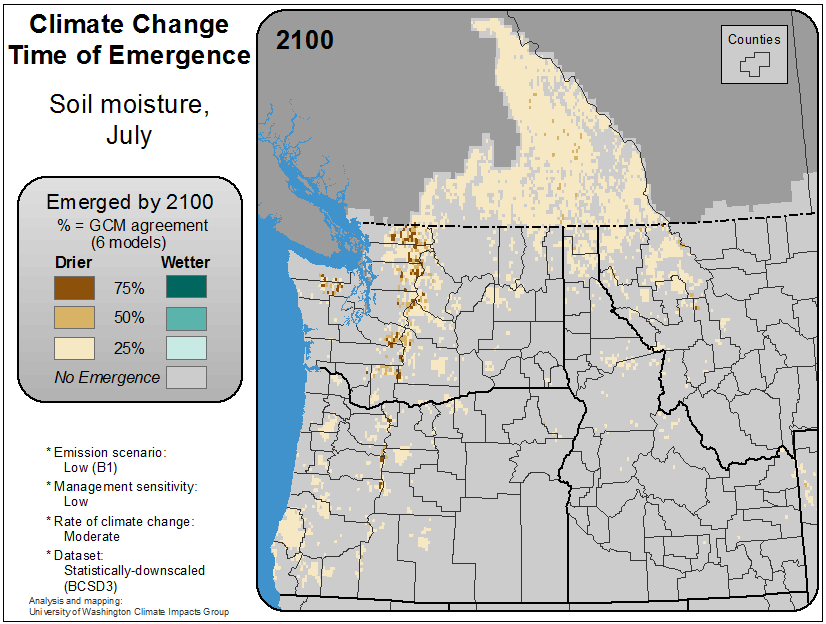 Climate Change
Time of Emergence
Soil moisture,
July
Emerged by 2100
% = GCM agreement
(6 models)
Drier Wetter
75%
50%
25%
No Emergence
* Emission scenario:
Low (B1)
* Management sensitivity:
Low
* Rate of climate change:
Moderate
* Dataset:
Statistically-downscaled
(BCSD3)
Analysis and mapping:
University of Washington Climate Impacts Group
2100
Counties